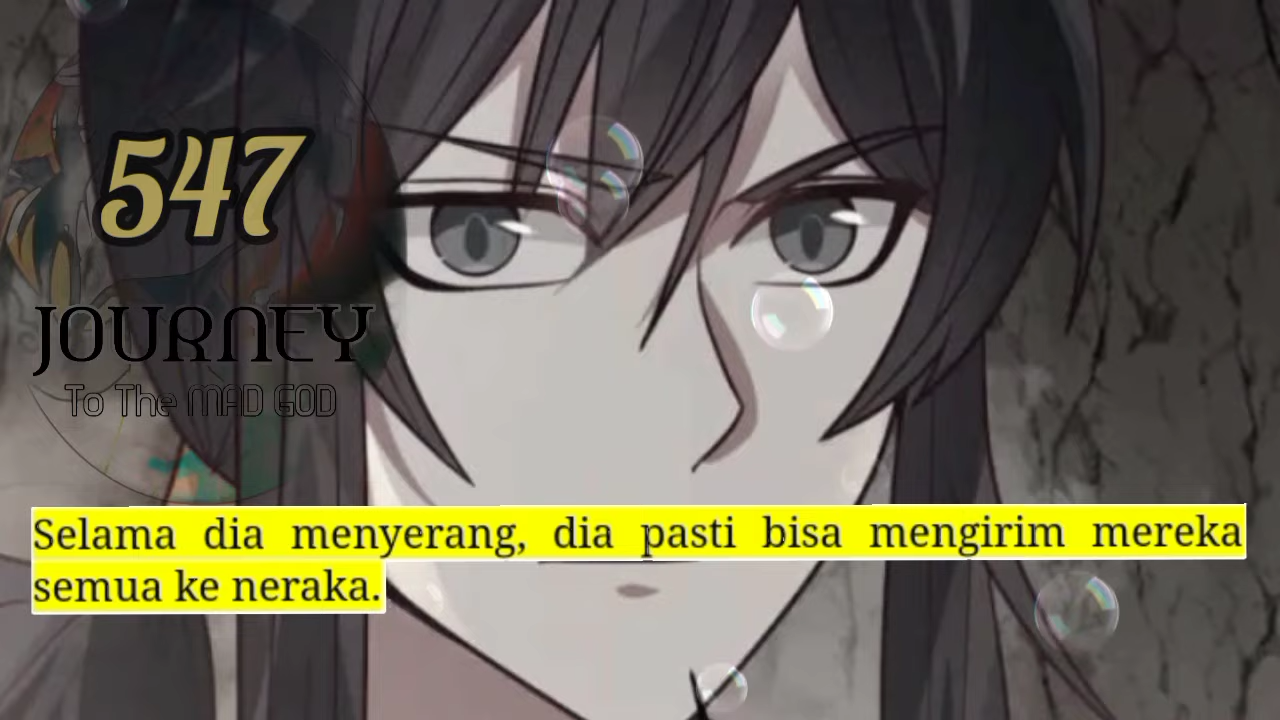 547
JOURNEY
To The MAD GOD
Selama dia menyerang, dia pasti bisa mengirim mereka
semua ke neraka.